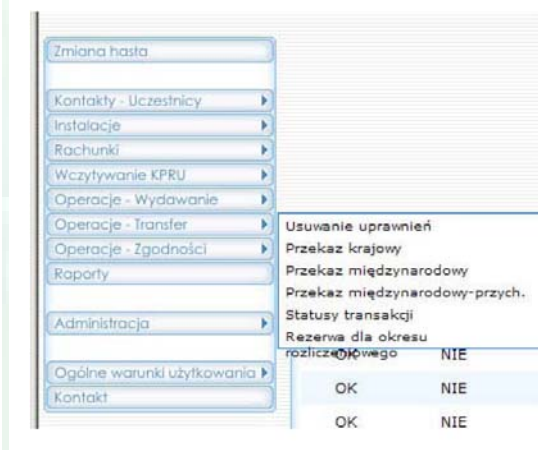 Zmiana hasła
Kontakty - Uczestnicy
Instalacje
Rachunki
Wczytywanie KPRU
Operacje - Wydawanie
Operacje - Transfer
Operacje - Zgodności
Raporty
Administracja
Ogólne warunki użytkowania
Kontakt
Usuwanie uprawnień
Przekaz krajowy
Przekaz międzynarodowy
Przekaz międzynarodowy-przych.
Statusy transakcji
Rezerwa dla okresu
rozliczeniowego
OK NIE
OK NIE
OK NIE